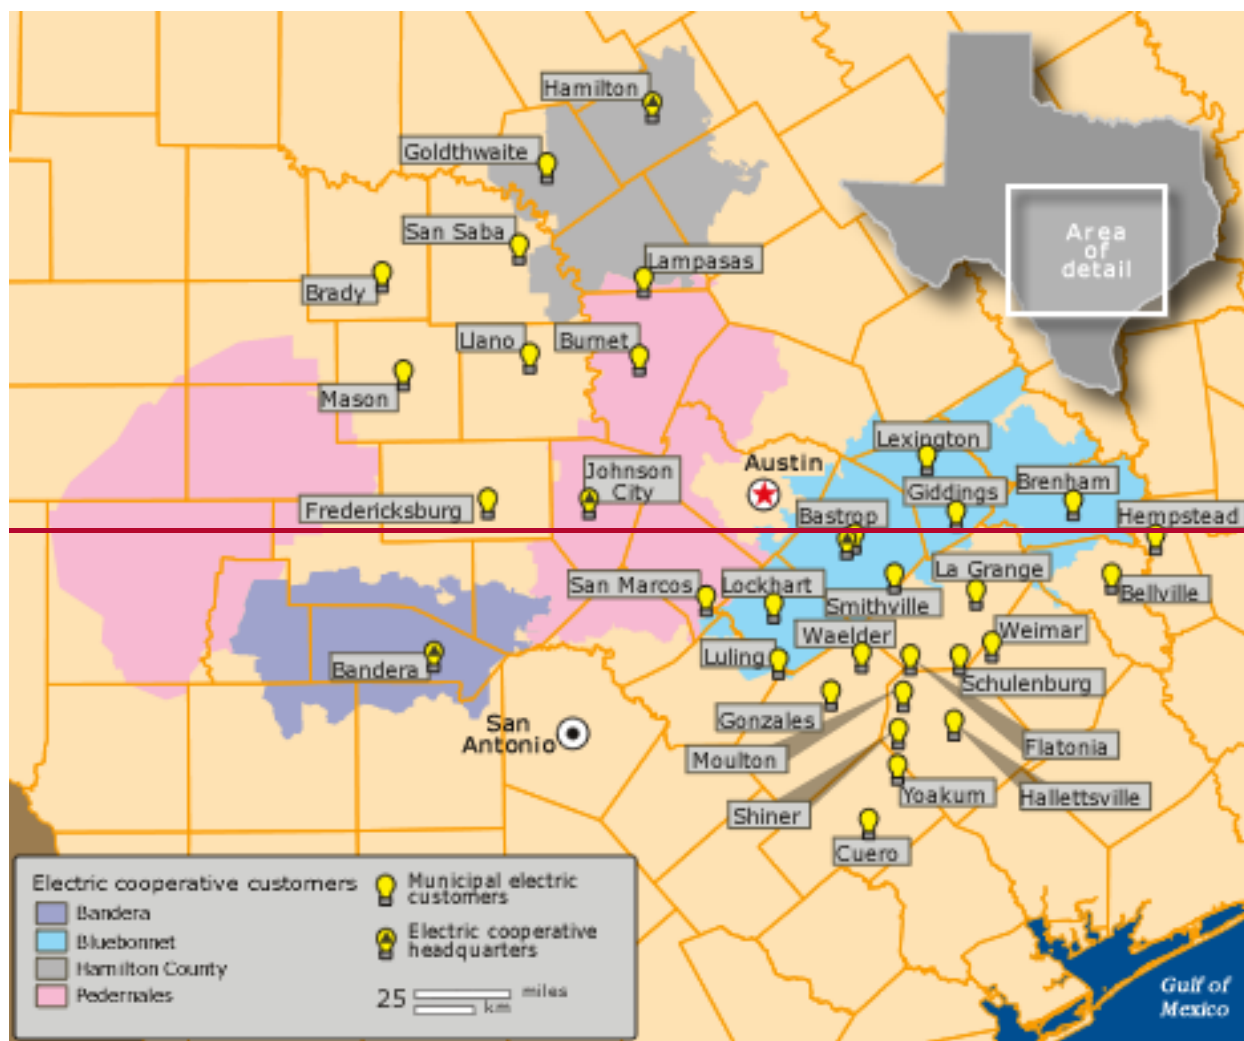 Hamilton
Goldthwaite
San Saba
Area
of
detail
Lampasas
Brady
Llano
Burnet
Mason
Lexington
Austin
Johnson
City
Brenham
Giddings
Fredericksburg
Bastrop
Hempstead
La Grange
San Marcos
Lockhart
Bellville
Smithville
Waelder
Weimar
Luling
Bandera
Schulenburg
Gonzales
San
Antonio
Flatonia
Moulton
Yoakum
Hallettsville
Shiner
Cuero
Electric cooperative customers
Bandera
Bluebonnet
Hamilton County
Pedernales
Municipal electric
customers
Electric cooperative
headquarters
25 miles
km
Gulf of
Mexico